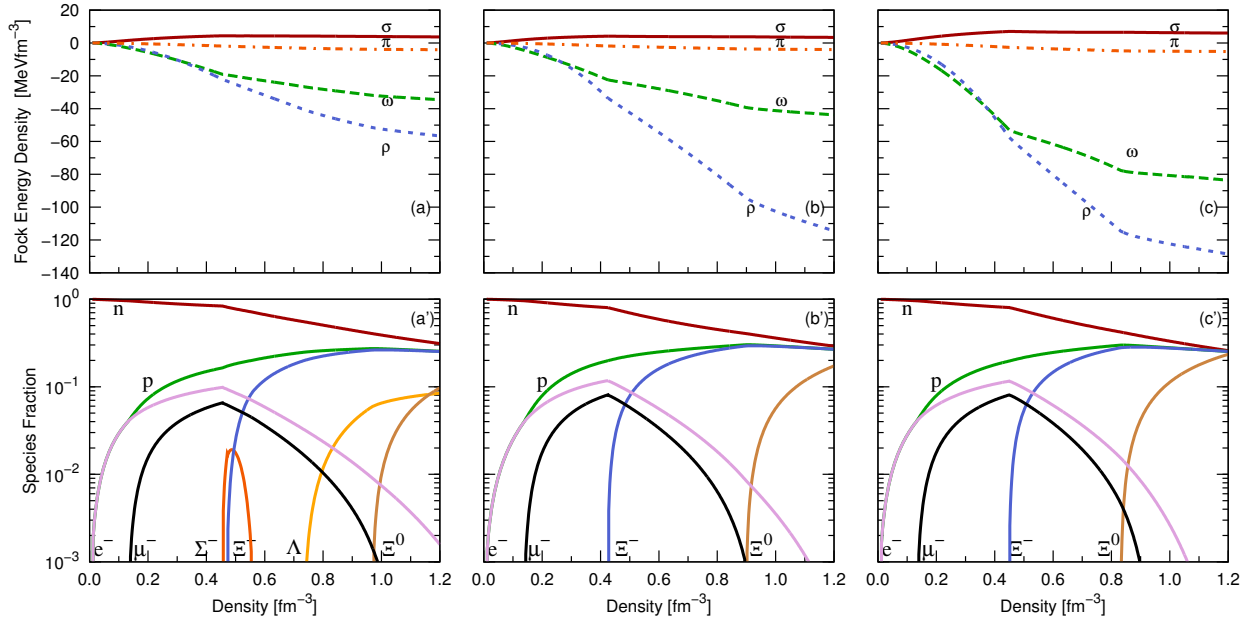 Fock Energy Density [MeVfm⁻³]
20
0
−20
−40
−60
−80
−100
−120
−140
σ
π
ω
ρ
(a)
σ
π
ω
ρ
(b)
σ
π
ω
ρ
(c)
Species Fraction
10⁰
10⁻¹
10⁻²
10⁻³
n
p
(a')
e⁻ μ⁻ Σ⁻ Ξ⁻ Λ Ξ⁰
0.0 0.2 0.4 0.6 0.8 1.0 1.2
Density [fm⁻³]
n
p
(b')
e⁻ μ⁻ Ξ⁻ Ξ⁰
0.0 0.2 0.4 0.6 0.8 1.0 1.2
Density [fm⁻³]
n
p
(c')
e⁻ μ⁻ Ξ⁻ Ξ⁰
0.0 0.2 0.4 0.6 0.8 1.0 1.2
Density [fm⁻³]